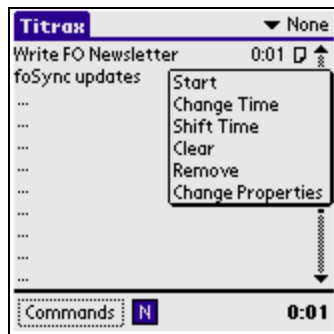 Titrax None
Write FO Newsletter 0:01
foSync updates
Start
Change Time
Shift Time
Clear
Remove
Change Properties
...
...
...
...
...
...
...
...
...
Commands N 0:01